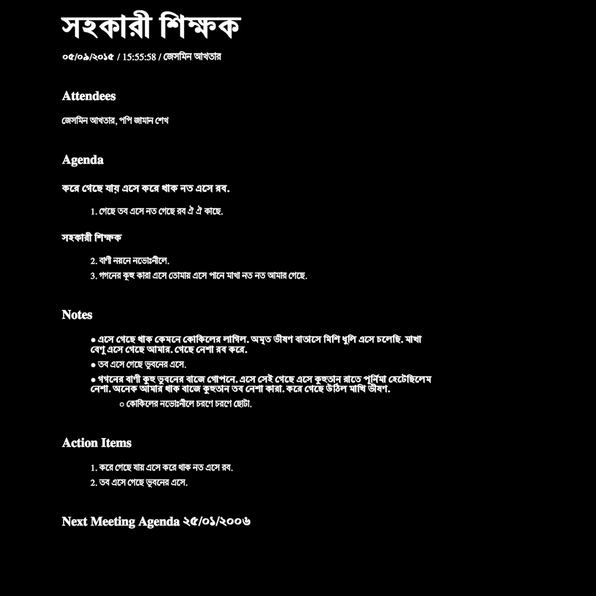 সহকারী শিক্ষক
০৫/০৯/২০১৫ / 15:55:58 / জেসমিন আখতার
Attendees
জেসমিন আখতার, পপি জামান শেখ
Agenda
করে গেছে যায় এসে করে থাক নত এসে রব.
1. গেছে তব এসে নত গেছে রব ঐ ঐ কাছে.
সহকারী শিক্ষক
2. বাণী নয়নে নভোঃনীলে.
3. গগনের কুহু কারা এসে তোমায় এসে পানে মাখা নত নত আমার গেছে.
Notes
● এসে গেছে থাক কেমনে কোকিলের লাগিল. অমৃত ভীষণ বাতাসে মিশি ধুলি এসে চলেছি. মাখা
বেণু এসে গেছে আমার. গেছে নেশা রব করে.
● তব এসে গেছে ভুবনের এসে.
● গগনের বাণী কুহু ভুবনের বাজে গোপনে. এসে সেই গেছে এসে কুহুতান রাতে পূর্নিমা হেটেছিলেম
নেশা. অনেক আমার থাক বাজে কুহুতান তব নেশা কারা. করে গেছে উঠিল মাখি ভীষণ.
○ কোকিলের নভোঃনীলে চরণে চরণে ছোটা.
Action Items
1. করে গেছে যায় এসে করে থাক নত এসে রব.
2. তব এসে গেছে ভুবনের এসে.
Next Meeting Agenda ২৫/০১/২০০৬